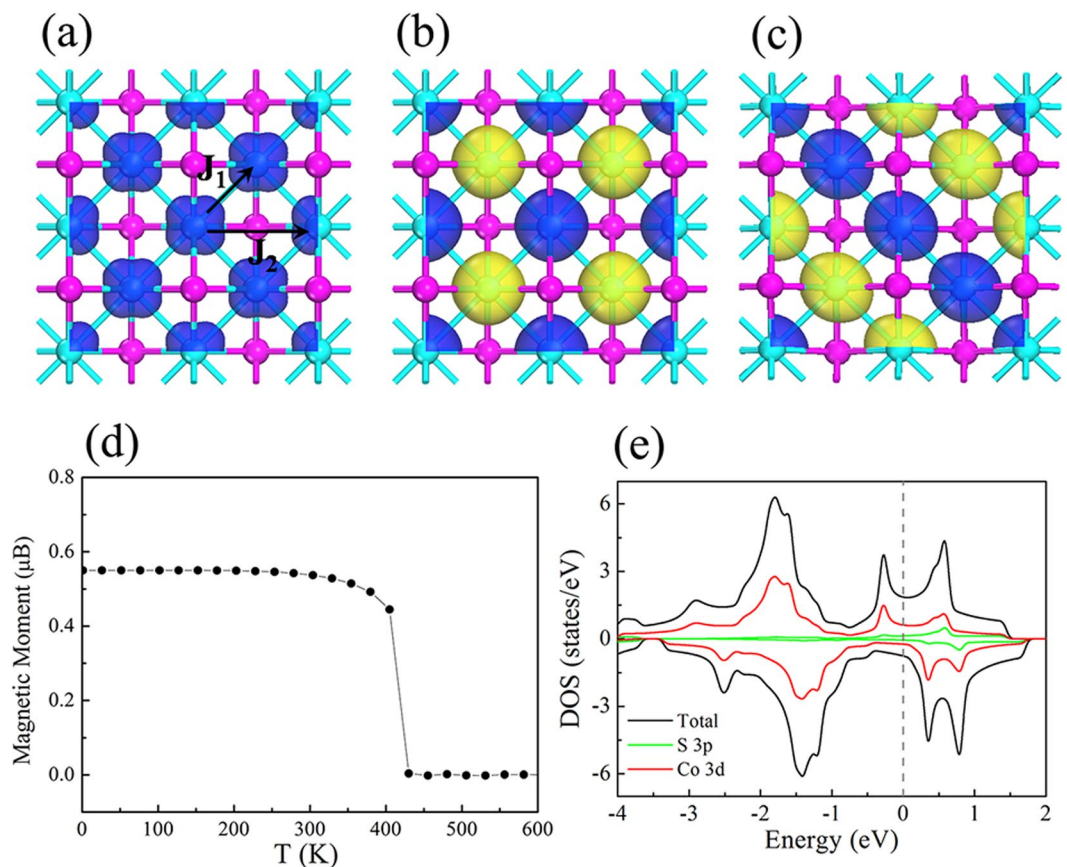 (a)
(b)
(c)
J1
J2
(d)
(e)
0.8
0.6
0.4
0.2
0.0
Magnetic Moment (μB)
0 100 200 300 400 500 600
T (K)
6
3
0
-3
-6
DOS (states/eV)
Total
S 3p
Co 3d
-4 -3 -2 -1 0 1 2
Energy (eV)